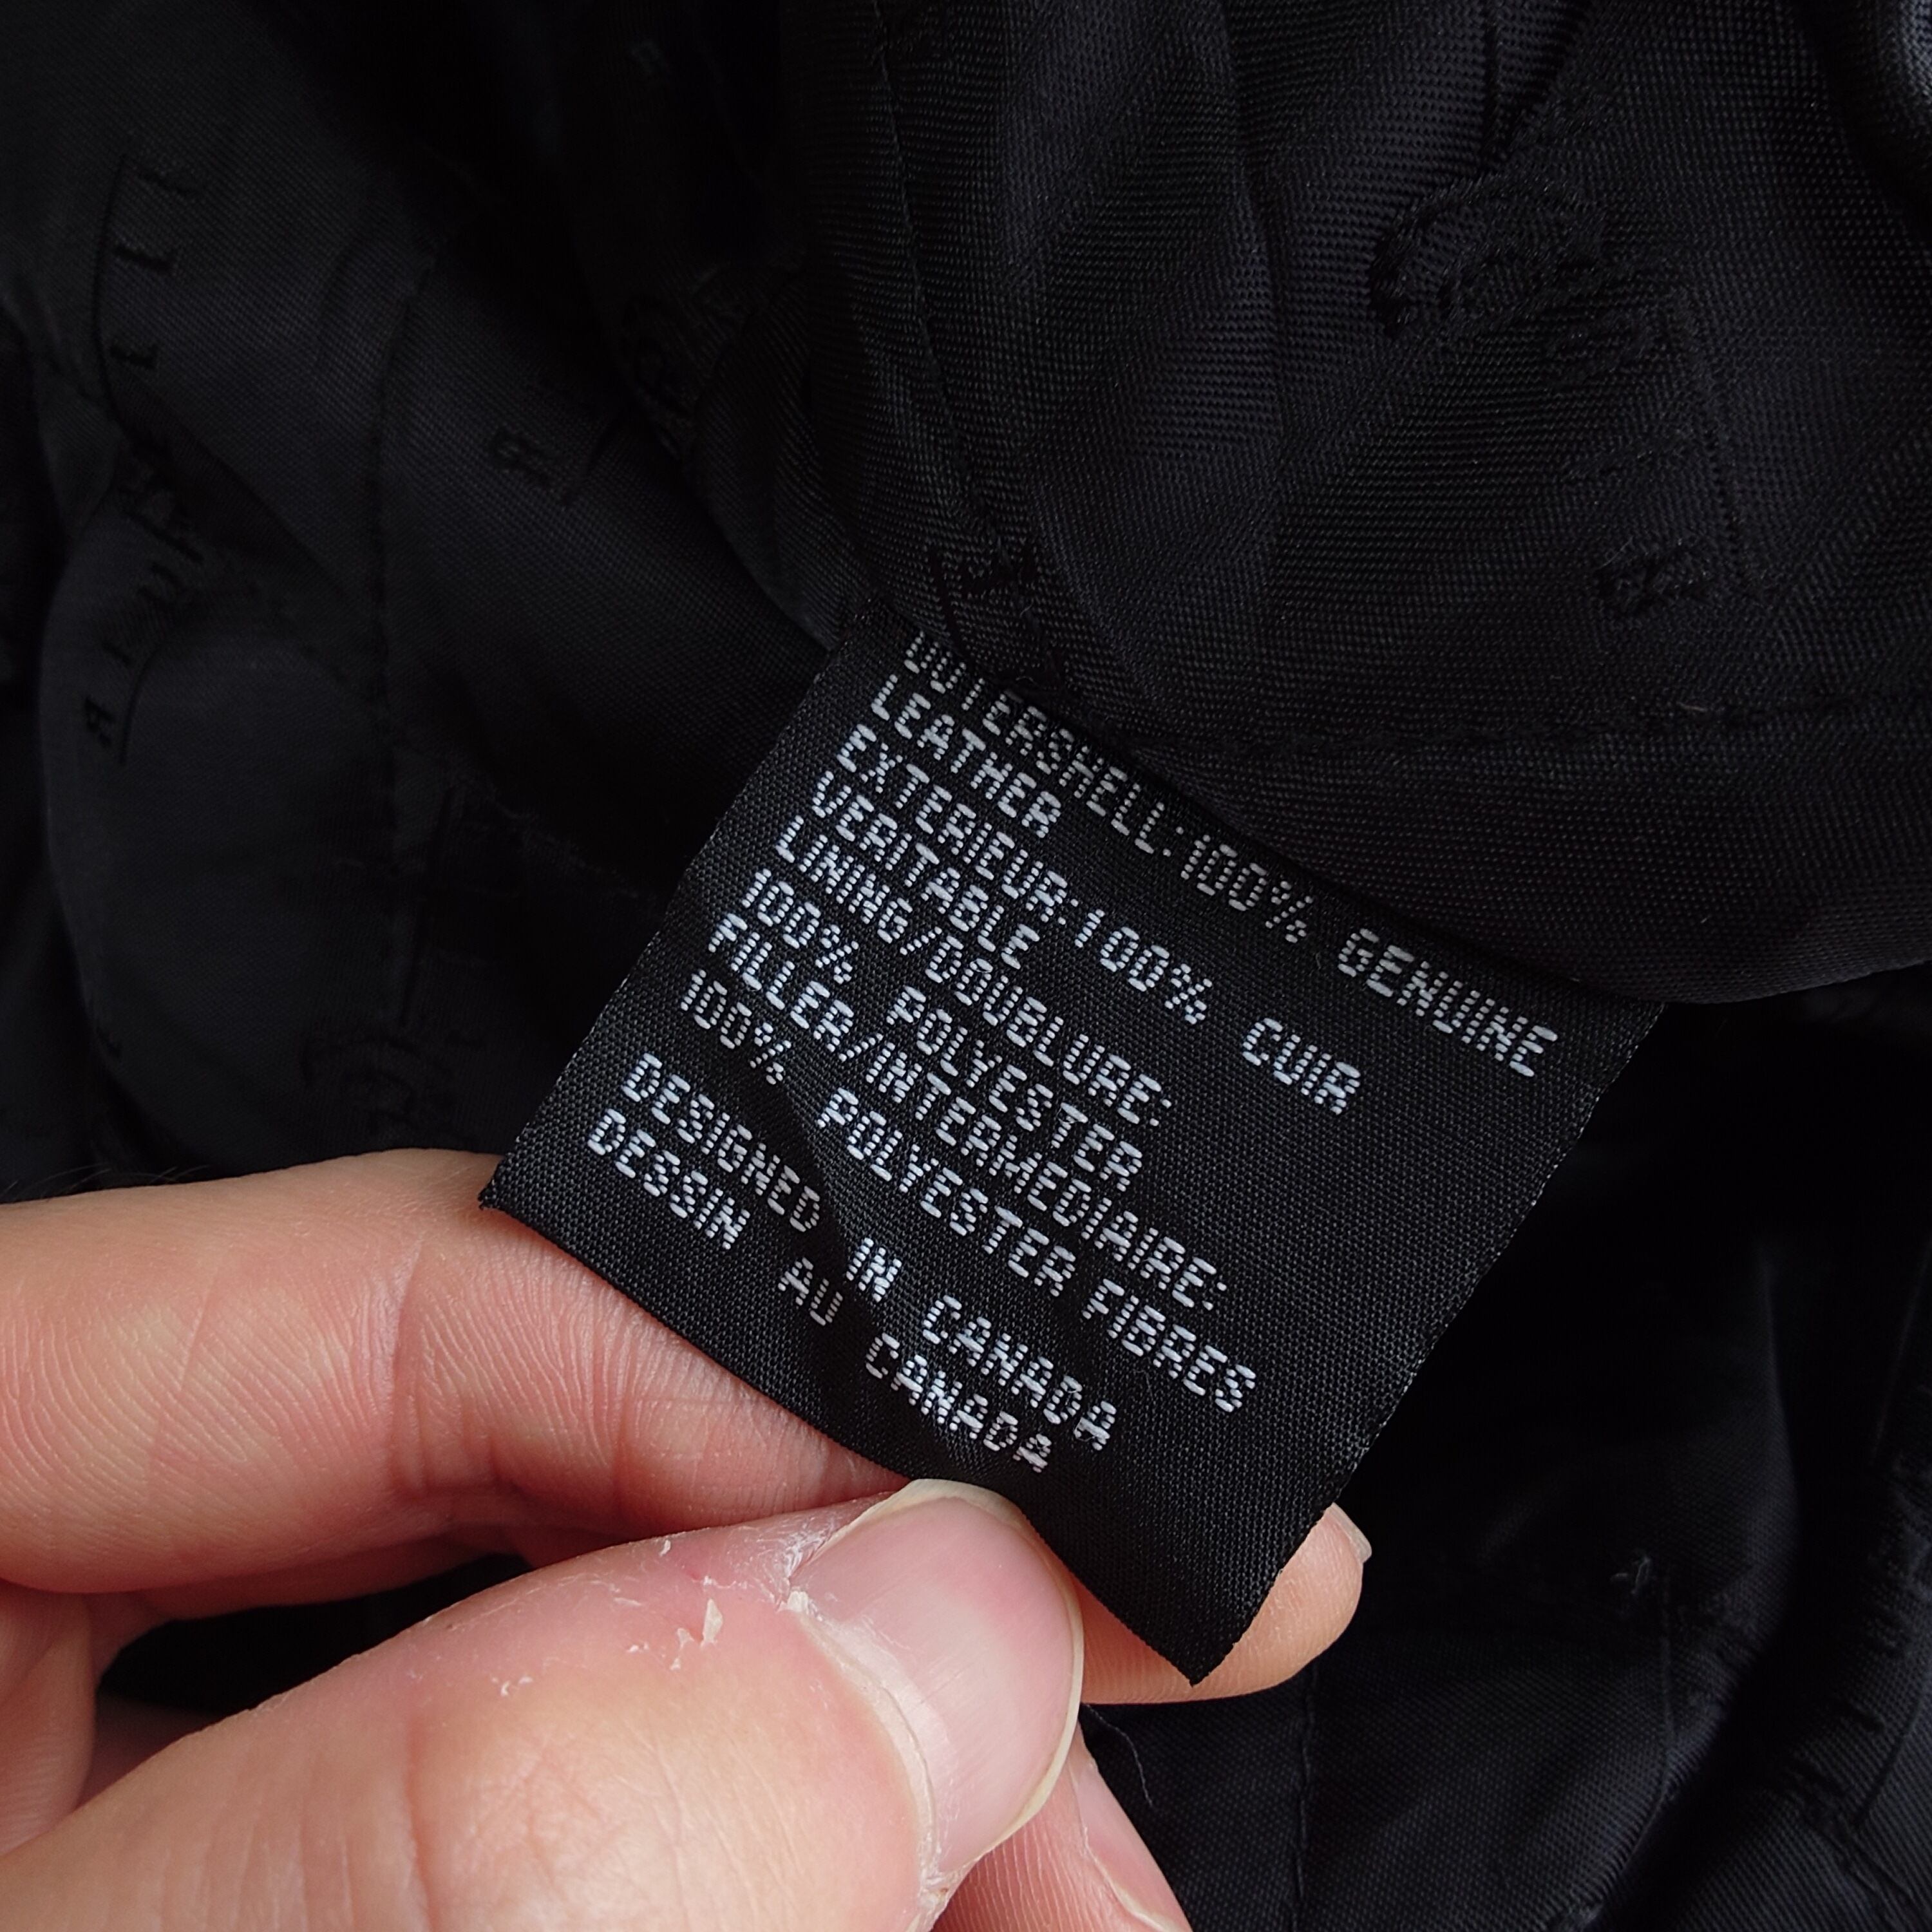 OUTERSHELL:100% GENUINE
LEATHER
EXTERIEUR:100% CUIR
VERITABLE
LINING/DOUBLURE:
100% POLYESTER
FILLER/INTERMEDIAIRE:
100% POLYESTER FIBRES
DESIGNED IN CANADA
DESSIN AU CANADA